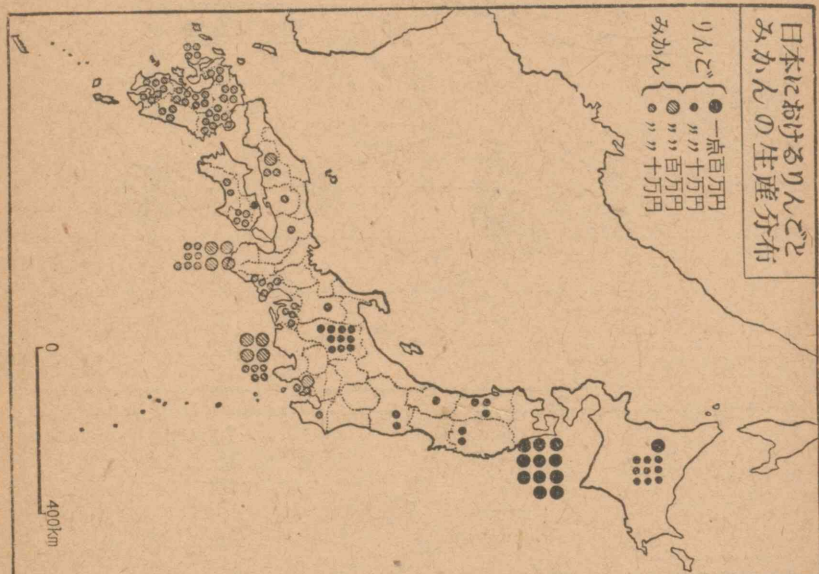 日本におけるりんごと
みかんの生産分布
りんご{●一点百万円
● 〃〃十万円
みかん{◍ 〃〃百万円
◍ 〃〃十万円
0
400km